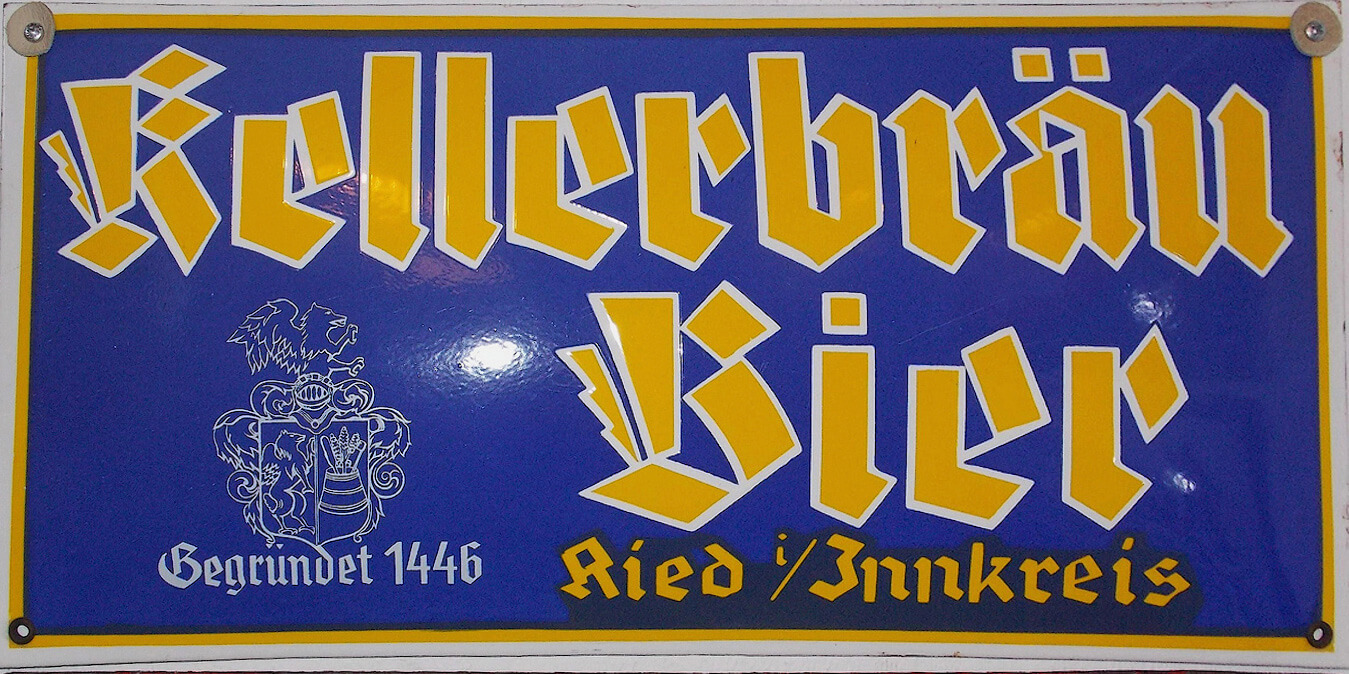 Kellerbräu
Bier
Gegründet 1446
Ried i/Innkreis